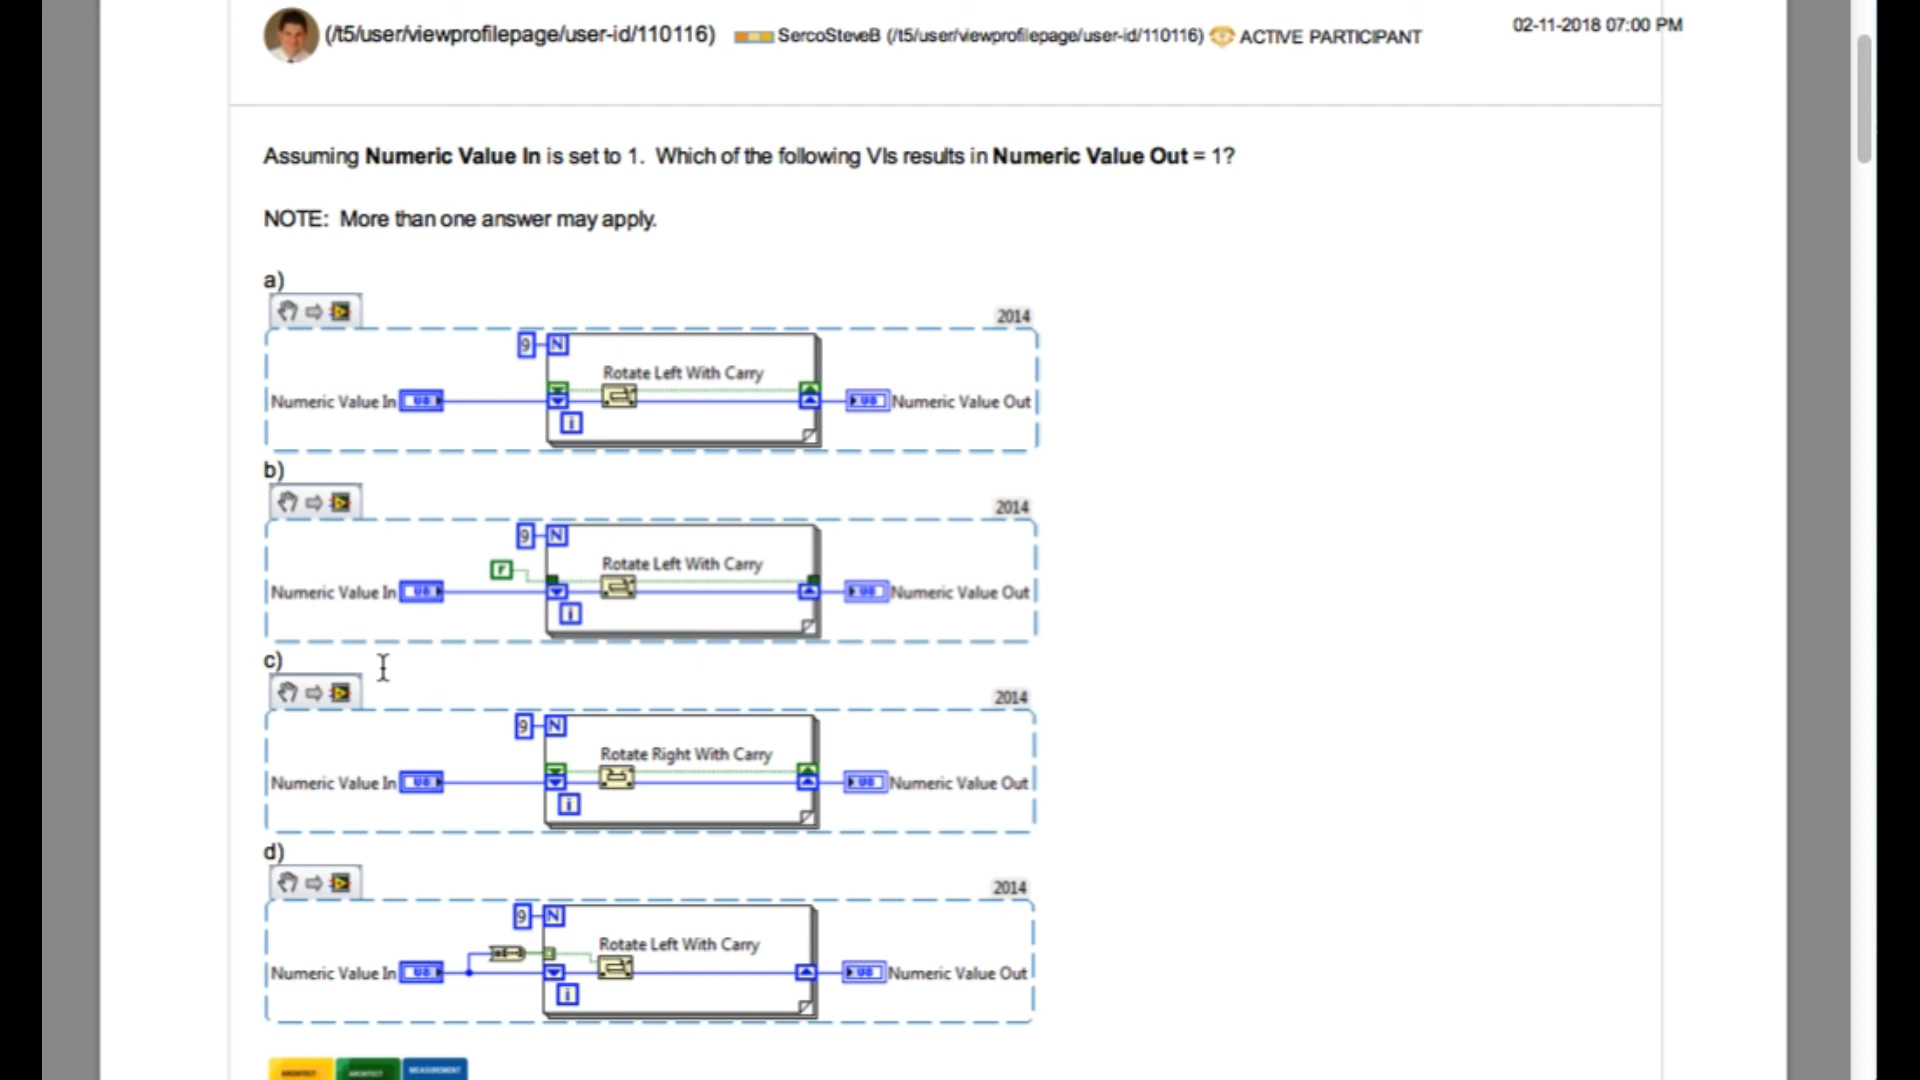 (/t5/user/viewprofilepage/user-id/110116) SercoSteveB (/t5/user/viewprofilepage/user-id/110116) ACTIVE PARTICIPANT 02-11-2018 07:00 PM
Assuming Numeric Value In is set to 1. Which of the following VIs results in Numeric Value Out = 1?
NOTE: More than one answer may apply.
a)
2014
9 N
Rotate Left With Carry
Numeric Value In U8 U8 Numeric Value Out
i
b)
2014
9 N
F Rotate Left With Carry
Numeric Value In U8 U8 Numeric Value Out
i
c)
2014
9 N
Rotate Right With Carry
Numeric Value In U8 U8 Numeric Value Out
i
d)
2014
9 N
Rotate Left With Carry
Numeric Value In U8 U8 Numeric Value Out
i
ARCHITECT ARCHITECT MEASUREMENT